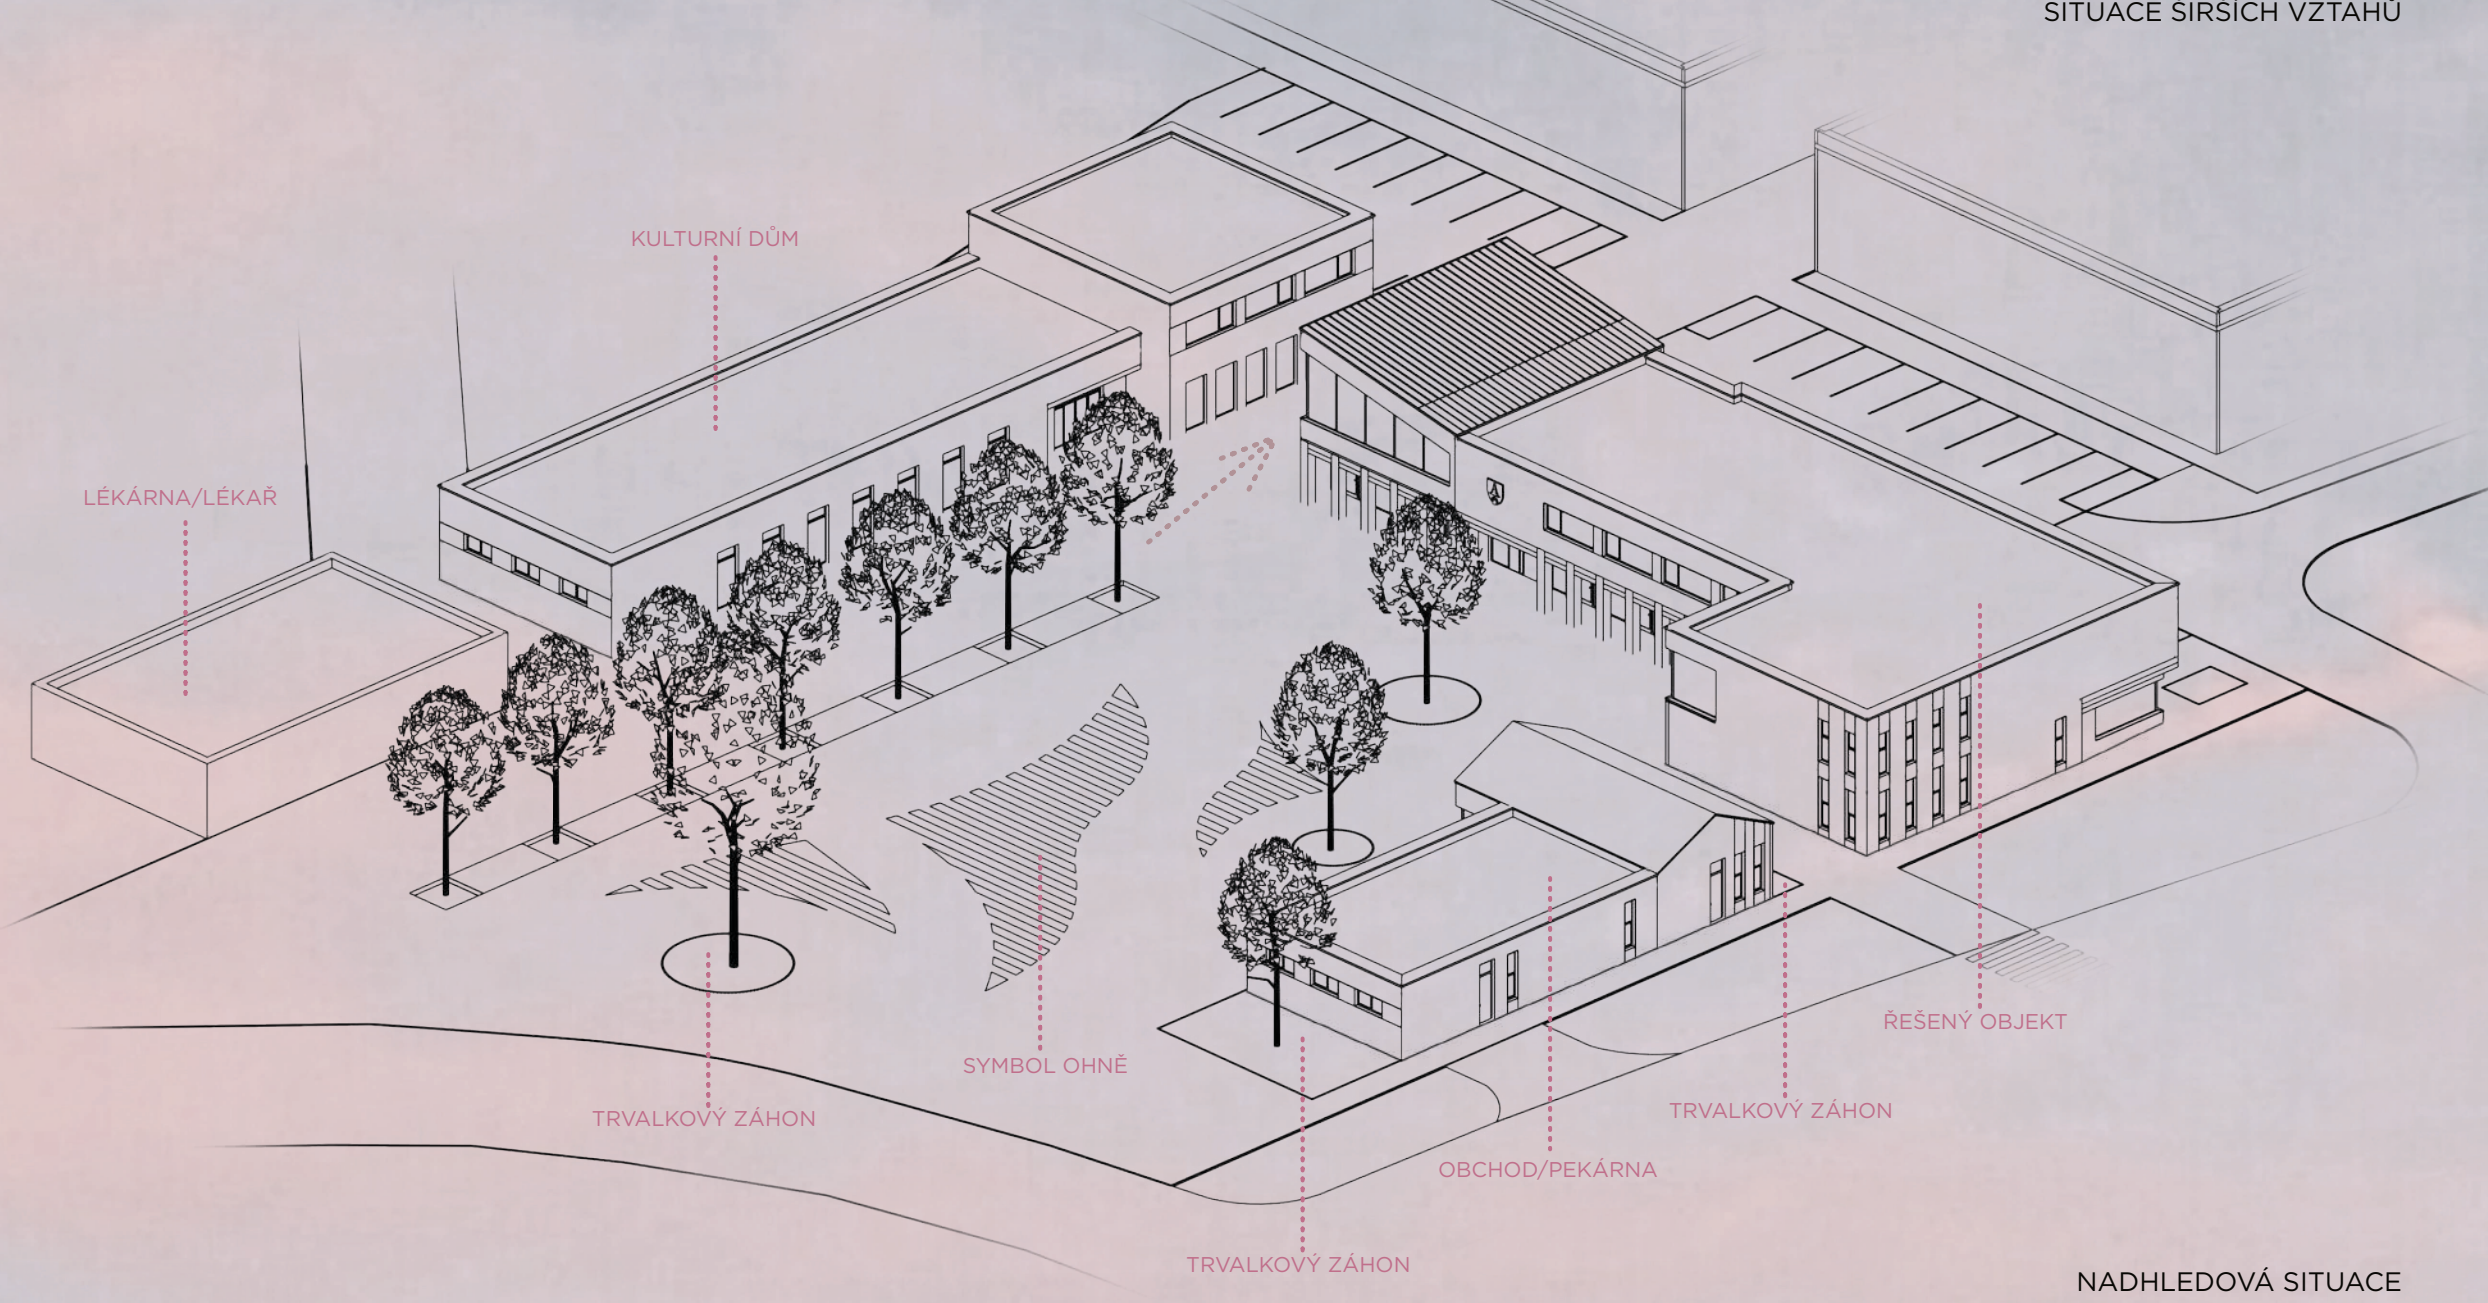 SITUACE ŠIRŠÍCH VZTAHŮ
KULTURNÍ DŮM
LÉKÁRNA/LÉKAŘ
ŘEŠENÝ OBJEKT
SYMBOL OHNĚ
TRVALKOVÝ ZÁHON
TRVALKOVÝ ZÁHON
OBCHOD/PEKÁRNA
TRVALKOVÝ ZÁHON
NADHLEDOVÁ SITUACE